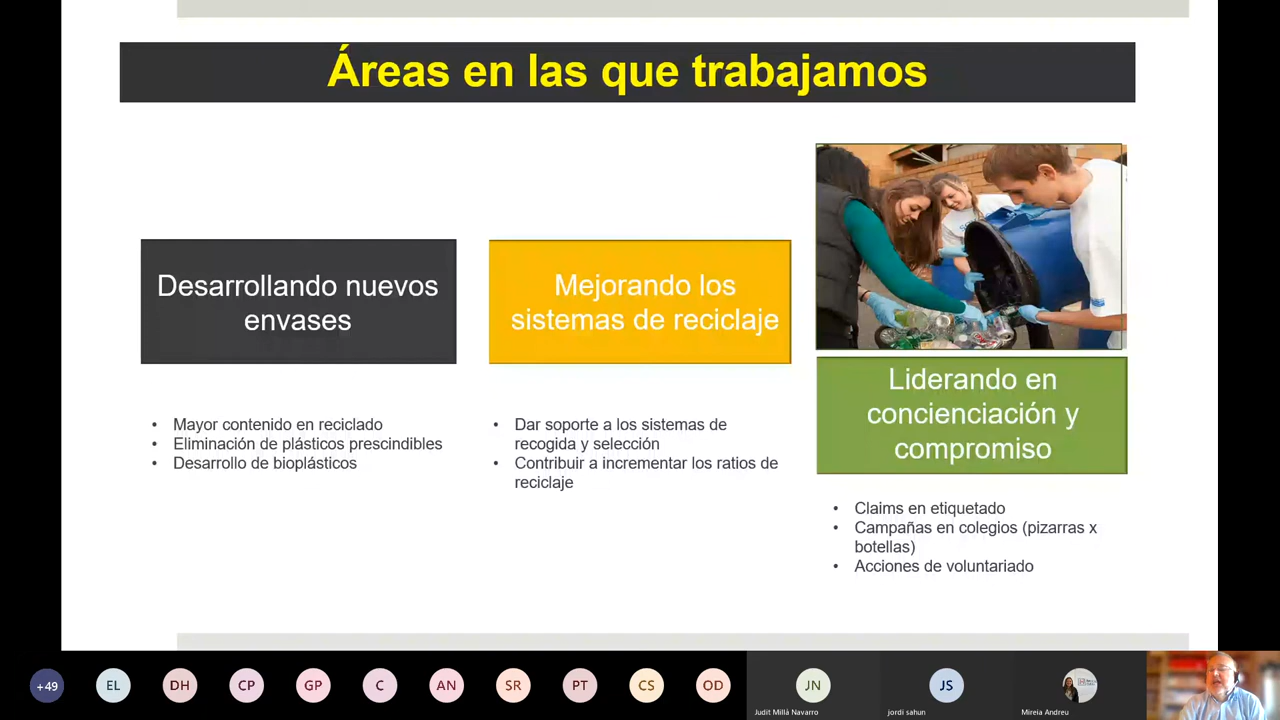 Áreas en las que trabajamos
Desarrollando nuevos
envases
• Mayor contenido en reciclado
• Eliminación de plásticos prescindibles
• Desarrollo de bioplásticos
Mejorando los
sistemas de reciclaje
• Dar soporte a los sistemas de
recogida y selección
• Contribuir a incrementar los ratios de
reciclaje
Liderando en
concienciación y
compromiso
• Claims en etiquetado
• Campañas en colegios (pizarras x
botellas)
• Acciones de voluntariado
+49
EL
DH
CP
GP
C
AN
SR
PT
CS
OD
JN
Judit Millá Navarro
JS
jordi sahun
Mireia Andreu